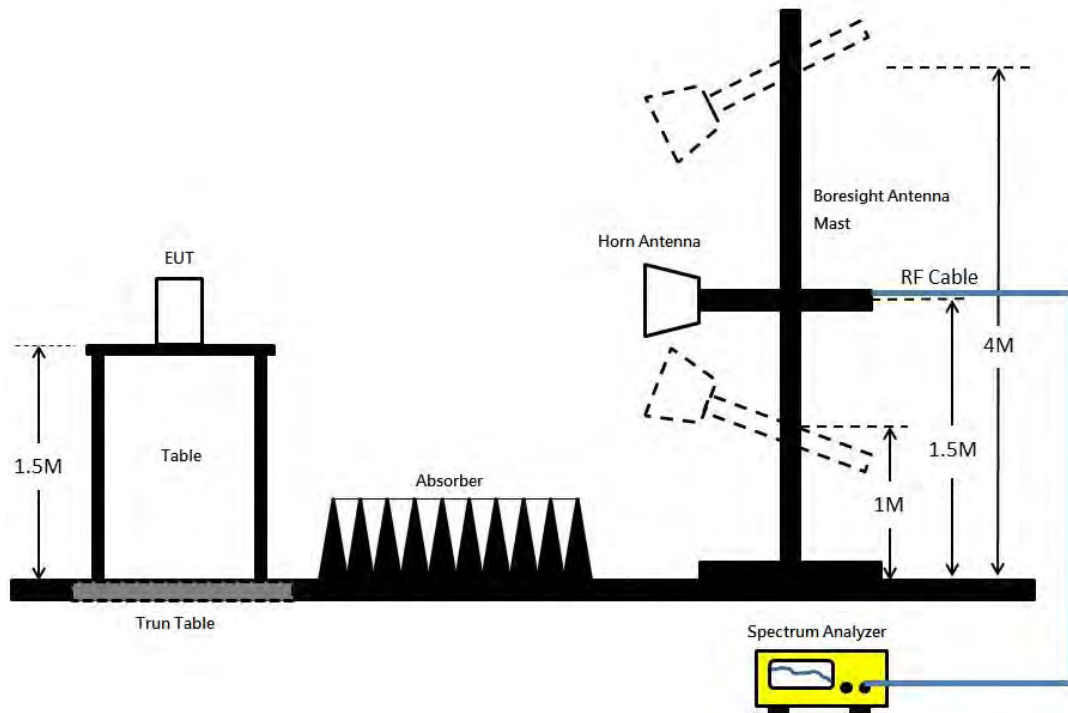 Boresight Antenna
Mast
Horn Antenna
EUT
RF Cable
4M
1.5M
Table
1.5M
Absorber
1M
Trun Table
Spectrum Analyzer